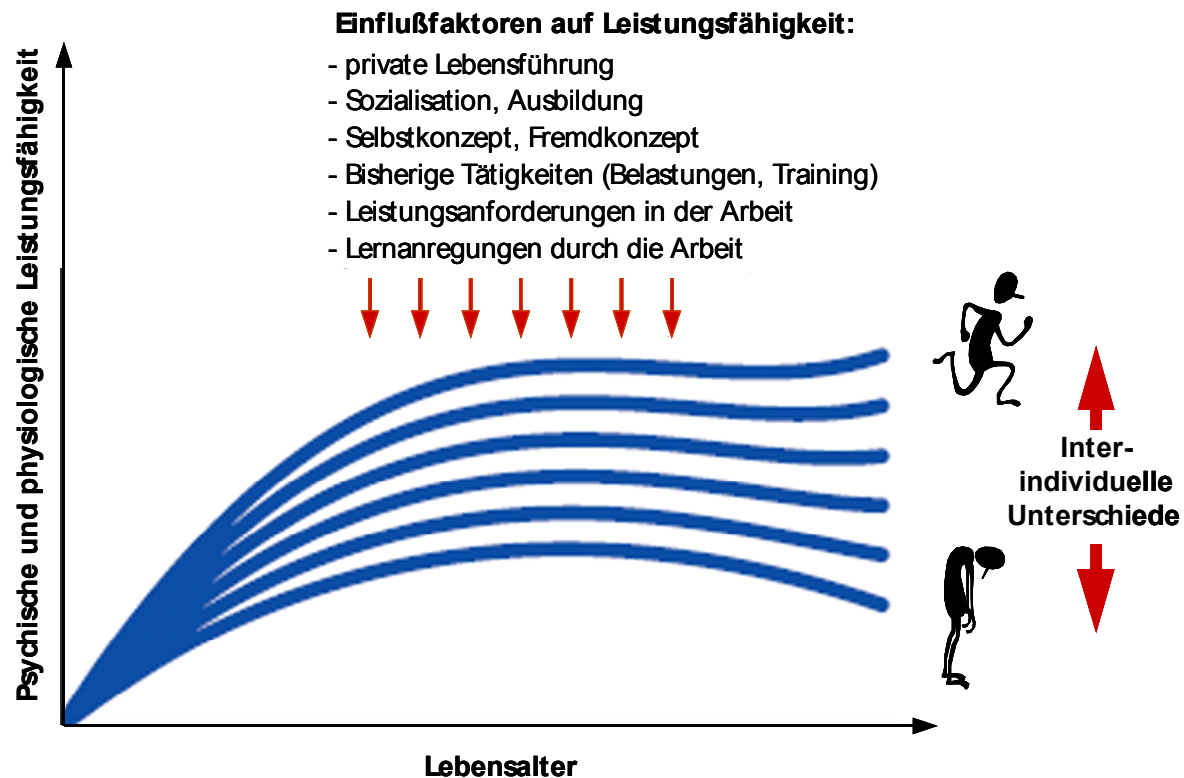 Einflußfaktoren auf Leistungsfähigkeit:
- private Lebensführung
- Sozialisation, Ausbildung
- Selbstkonzept, Fremdkonzept
- Bisherige Tätigkeiten (Belastungen, Training)
- Leistungsanforderungen in der Arbeit
- Lernanregungen durch die Arbeit
Psychische und physiologische Leistungsfähigkeit
Inter-
individuelle
Unterschiede
Lebensalter